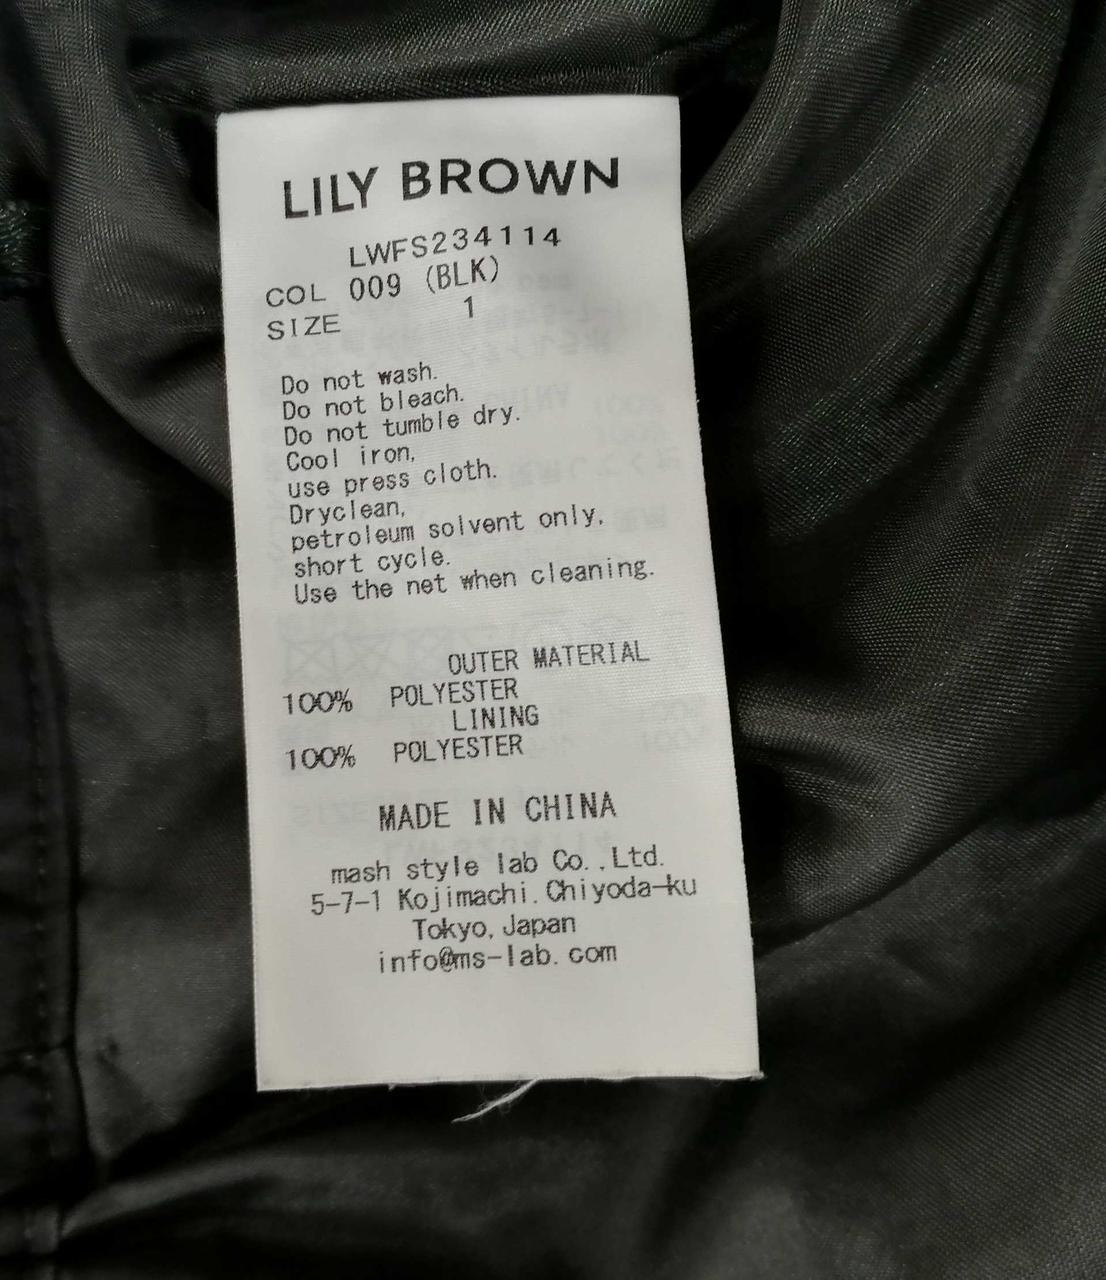 LILY BROWN
LWFS234114
COL 009 (BLK)
SIZE 1
Do not wash.
Do not bleach.
Do not tumble dry.
Cool iron,
use press cloth.
Dryclean,
petroleum solvent only,
short cycle.
Use the net when cleaning.
OUTER MATERIAL
100% POLYESTER
LINING
100% POLYESTER
MADE IN CHINA
mash style lab Co.,Ltd.
5-7-1 Kojimachi.Chiyoda-ku
Tokyo, Japan
info@ms-lab.com